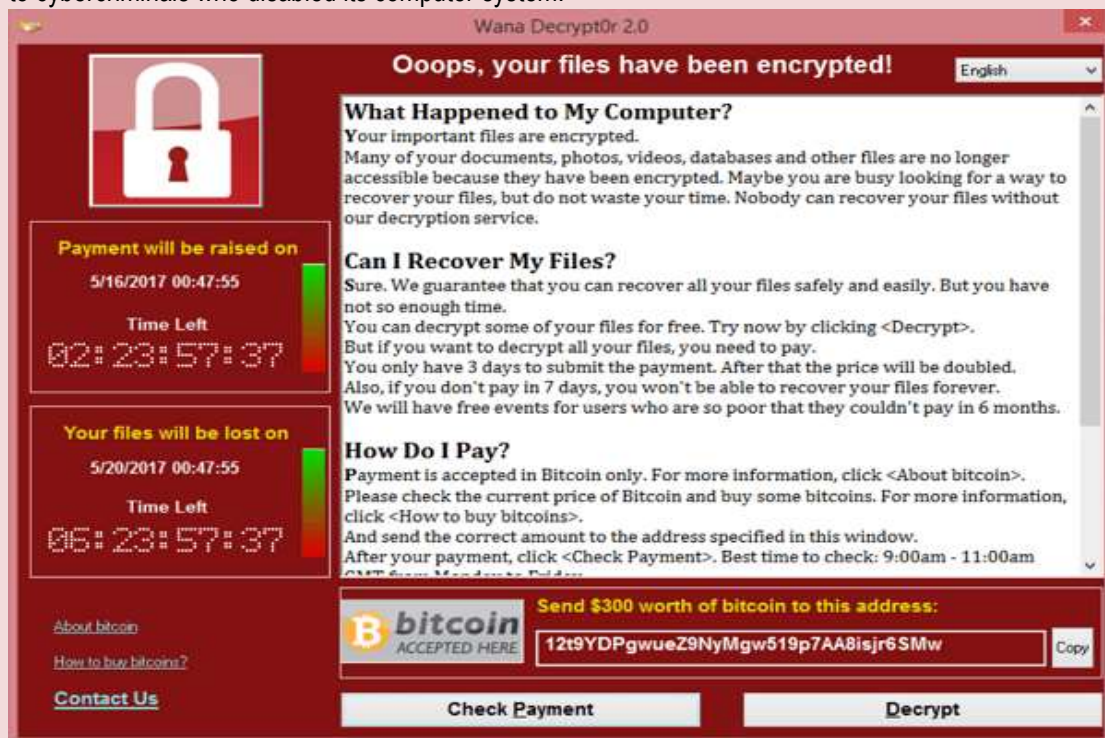 to cybercriminals who disabled its computer system.
Wana Decrypt0r 2.0
Ooops, your files have been encrypted!
English
What Happened to My Computer?
Your important files are encrypted.
Many of your documents, photos, videos, databases and other files are no longer
accessible because they have been encrypted. Maybe you are busy looking for a way to
recover your files, but do not waste your time. Nobody can recover your files without
our decryption service.
Can I Recover My Files?
Sure. We guarantee that you can recover all your files safely and easily. But you have
not so enough time.
You can decrypt some of your files for free. Try now by clicking <Decrypt>.
But if you want to decrypt all your files, you need to pay.
You only have 3 days to submit the payment. After that the price will be doubled.
Also, if you don't pay in 7 days, you won't be able to recover your files forever.
We will have free events for users who are so poor that they couldn't pay in 6 months.
How Do I Pay?
Payment is accepted in Bitcoin only. For more information, click <About bitcoin>.
Please check the current price of Bitcoin and buy some bitcoins. For more information,
click <How to buy bitcoins>.
And send the correct amount to the address specified in this window.
After your payment, click <Check Payment>. Best time to check: 9:00am - 11:00am
GMT from Monday to Friday
Payment will be raised on
5/16/2017 00:47:55
Time Left
02:23:57:37
Your files will be lost on
5/20/2017 00:47:55
Time Left
06:23:57:37
About bitcoin
How to buy bitcoins?
Contact Us
bitcoin
ACCEPTED HERE
Send $300 worth of bitcoin to this address:
12t9YDPgwueZ9NyMgw519p7AA8isjr6SMw
Copy
Check Payment
Decrypt